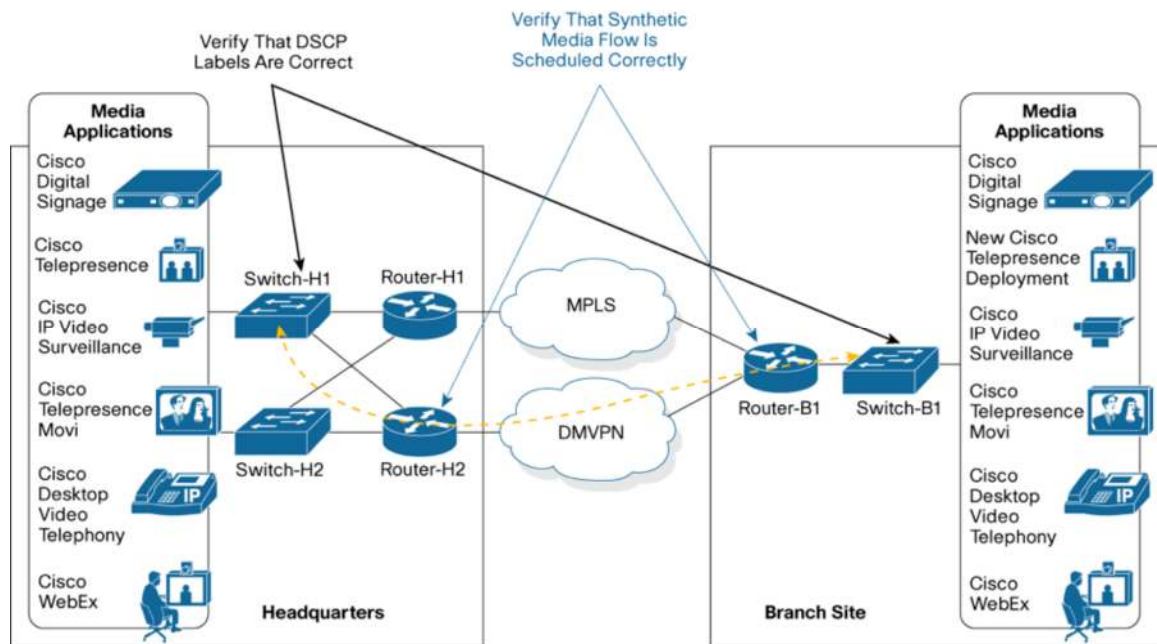 Verify That DSCP
Labels Are Correct
Verify That Synthetic
Media Flow Is
Scheduled Correctly
Media
Applications
Cisco
Digital
Signage
Cisco
Telepresence
Cisco
IP Video
Surveillance
Cisco
Telepresence
Movi
Cisco
Desktop
Video
Telephony
IP
Cisco
WebEx
Switch-H1
Router-H1
Switch-H2
Router-H2
Headquarters
MPLS
DMVPN
Router-B1
Switch-B1
Branch Site
Media
Applications
Cisco
Digital
Signage
New Cisco
Telepresence
Deployment
Cisco
IP Video
Surveillance
Cisco
Telepresence
Movi
Cisco
Desktop
Video
Telephony
IP
Cisco
WebEx